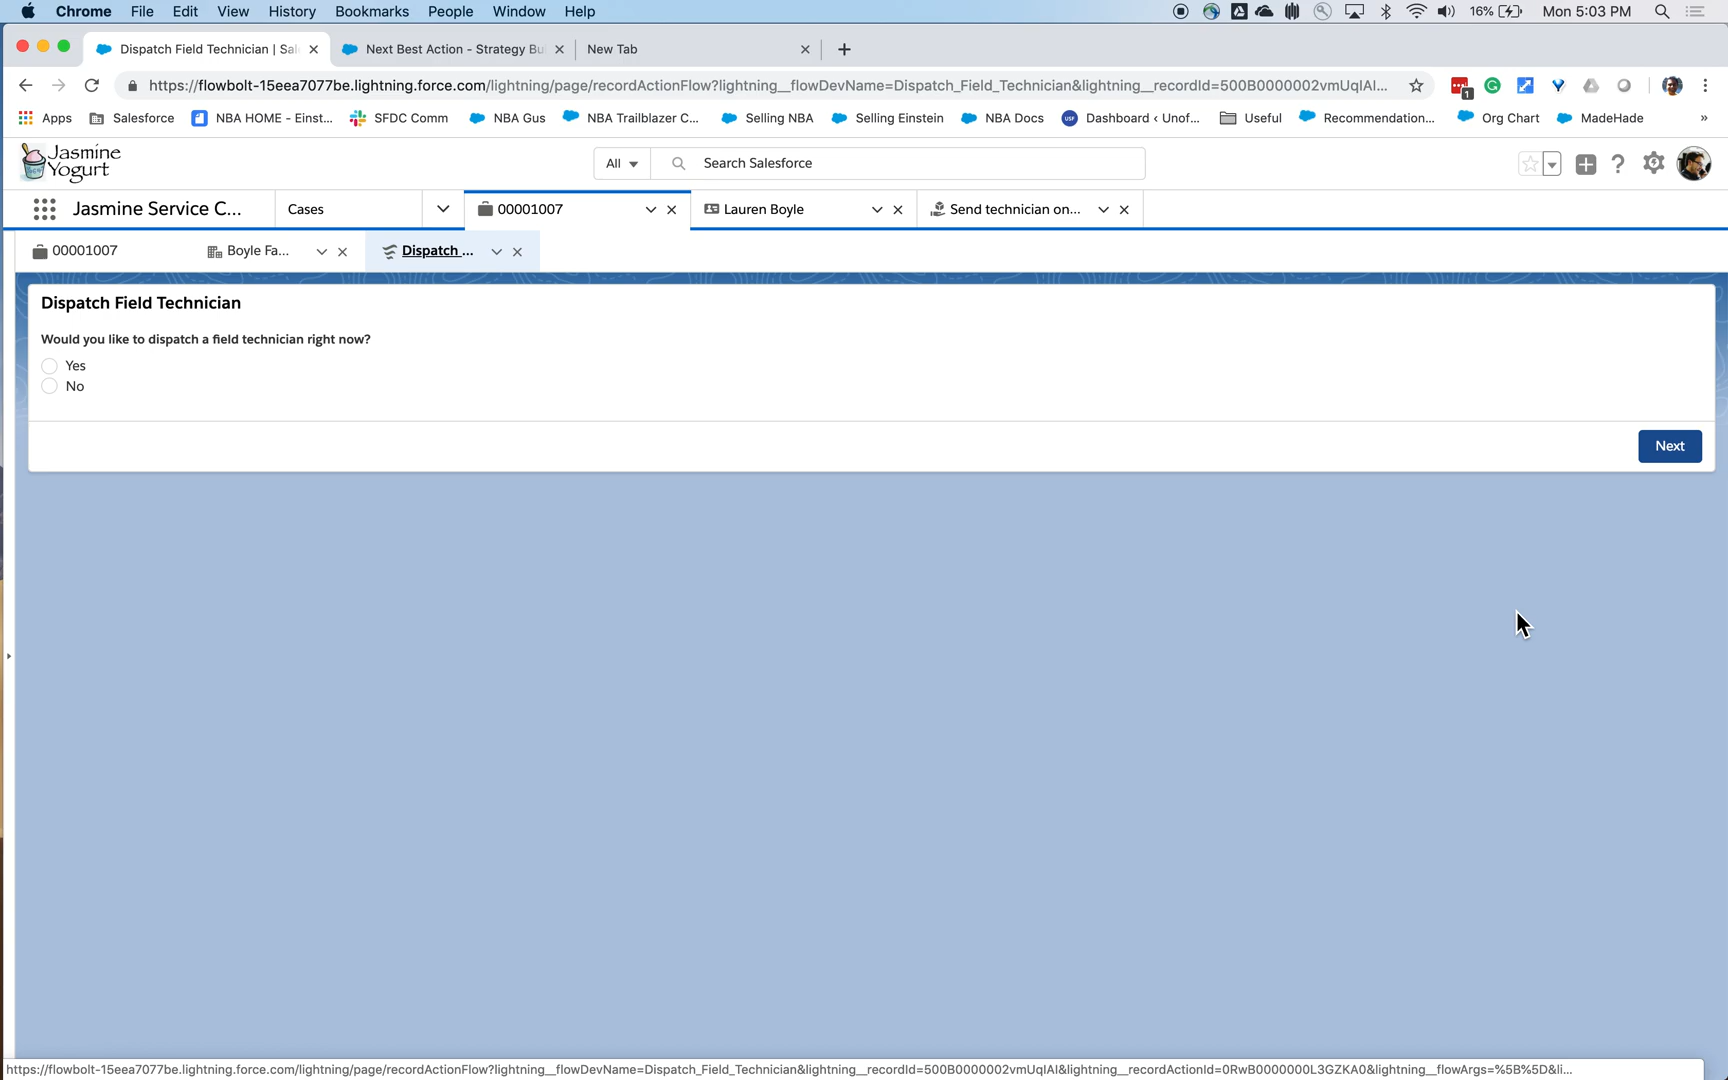 Chrome File Edit View History Bookmarks People Window Help 16% Mon 5:03 PM
Dispatch Field Technician | Sal Next Best Action - Strategy Bu New Tab
https://flowbolt-15eea7077be.lightning.force.com/lightning/page/recordActionFlow?lightning__flowDevName=Dispatch_Field_Technician&lightning__recordId=500B0000002vmUqIAI...
1
Apps Salesforce NBA HOME - Einst... SFDC Comm NBA Gus NBA Trailblazer C... Selling NBA Selling Einstein NBA Docs Dashboard ‹ Unof... Useful Recommendation... Org Chart MadeHade »
Jasmine
Yogurt
All Search Salesforce
Jasmine Service C... Cases 00001007 Lauren Boyle Send technician on...
00001007 Boyle Fa... Dispatch ...
Dispatch Field Technician
Would you like to dispatch a field technician right now?
Yes
No
Next
https://flowbolt-15eea7077be.lightning.force.com/lightning/page/recordActionFlow?lightning__flowDevName=Dispatch_Field_Technician&lightning__recordId=500B0000002vmUqIAI&lightning__recordActionId=0RwB0000000L3GZKA0&lightning__flowArgs=%5B%5D&li...